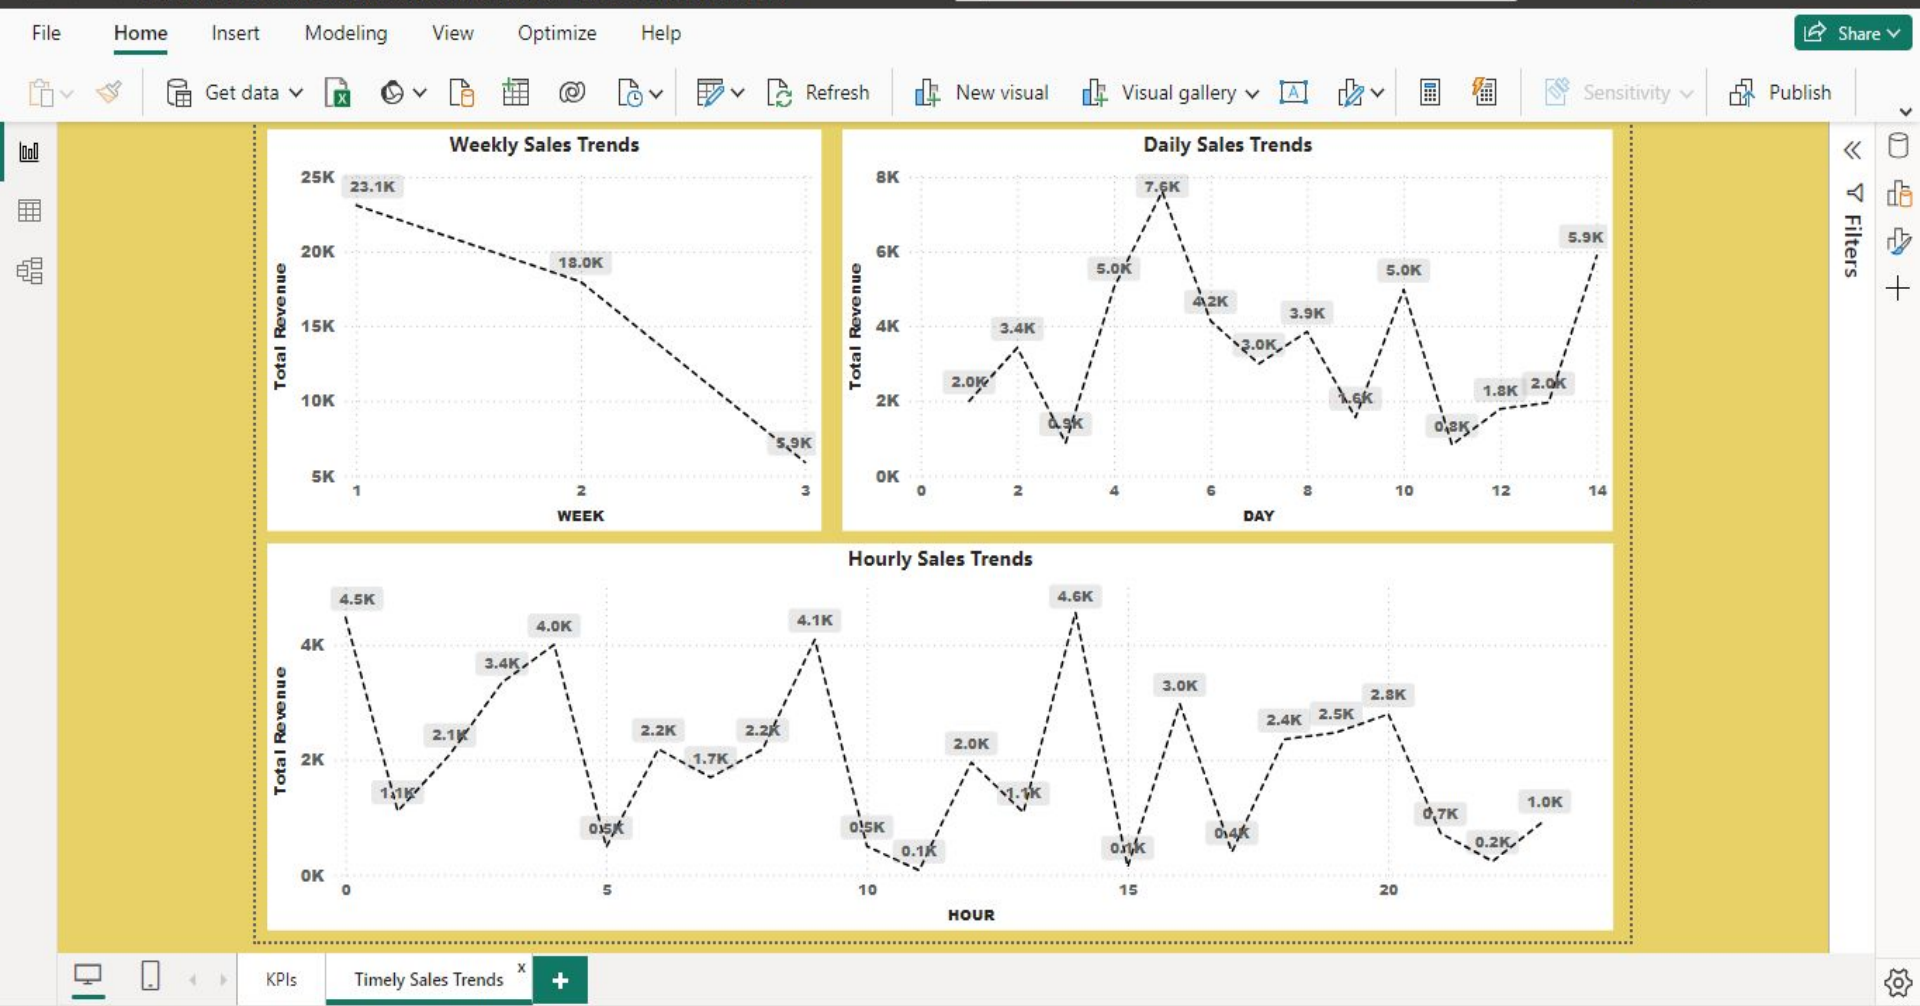 File Home Insert Modeling View Optimize Help Share
Get data Refresh New visual Visual gallery A Sensitivity Publish
Filters
Weekly Sales Trends
25K 23.1K
20K 18.0K
15K
10K
5.9K
5K
1 2 3
WEEK
Total Revenue
Daily Sales Trends
8K 7.6K
5.9K
6K
5.0K 5.0K
4.2K
3.9K
4K 3.4K
3.0K
2.0K 1.8K 2.0K
2K 1.6K
0.9K 0.8K
0K
0 2 4 6 8 10 12 14
DAY
Total Revenue
Hourly Sales Trends
4.5K 1.1K 2.1K 3.4K 4.0K 0.5K 2.2K 1.7K 2.2K 4.1K 0.5K 0.1K 2.0K 1.1K 4.6K 0.1K 3.0K 0.4K 2.4K 2.5K 2.8K 0.7K 0.2K 1.0K
4K
2K
0K
0 5 10 15 20
HOUR
Total Revenue
KPIs Timely Sales Trends x +